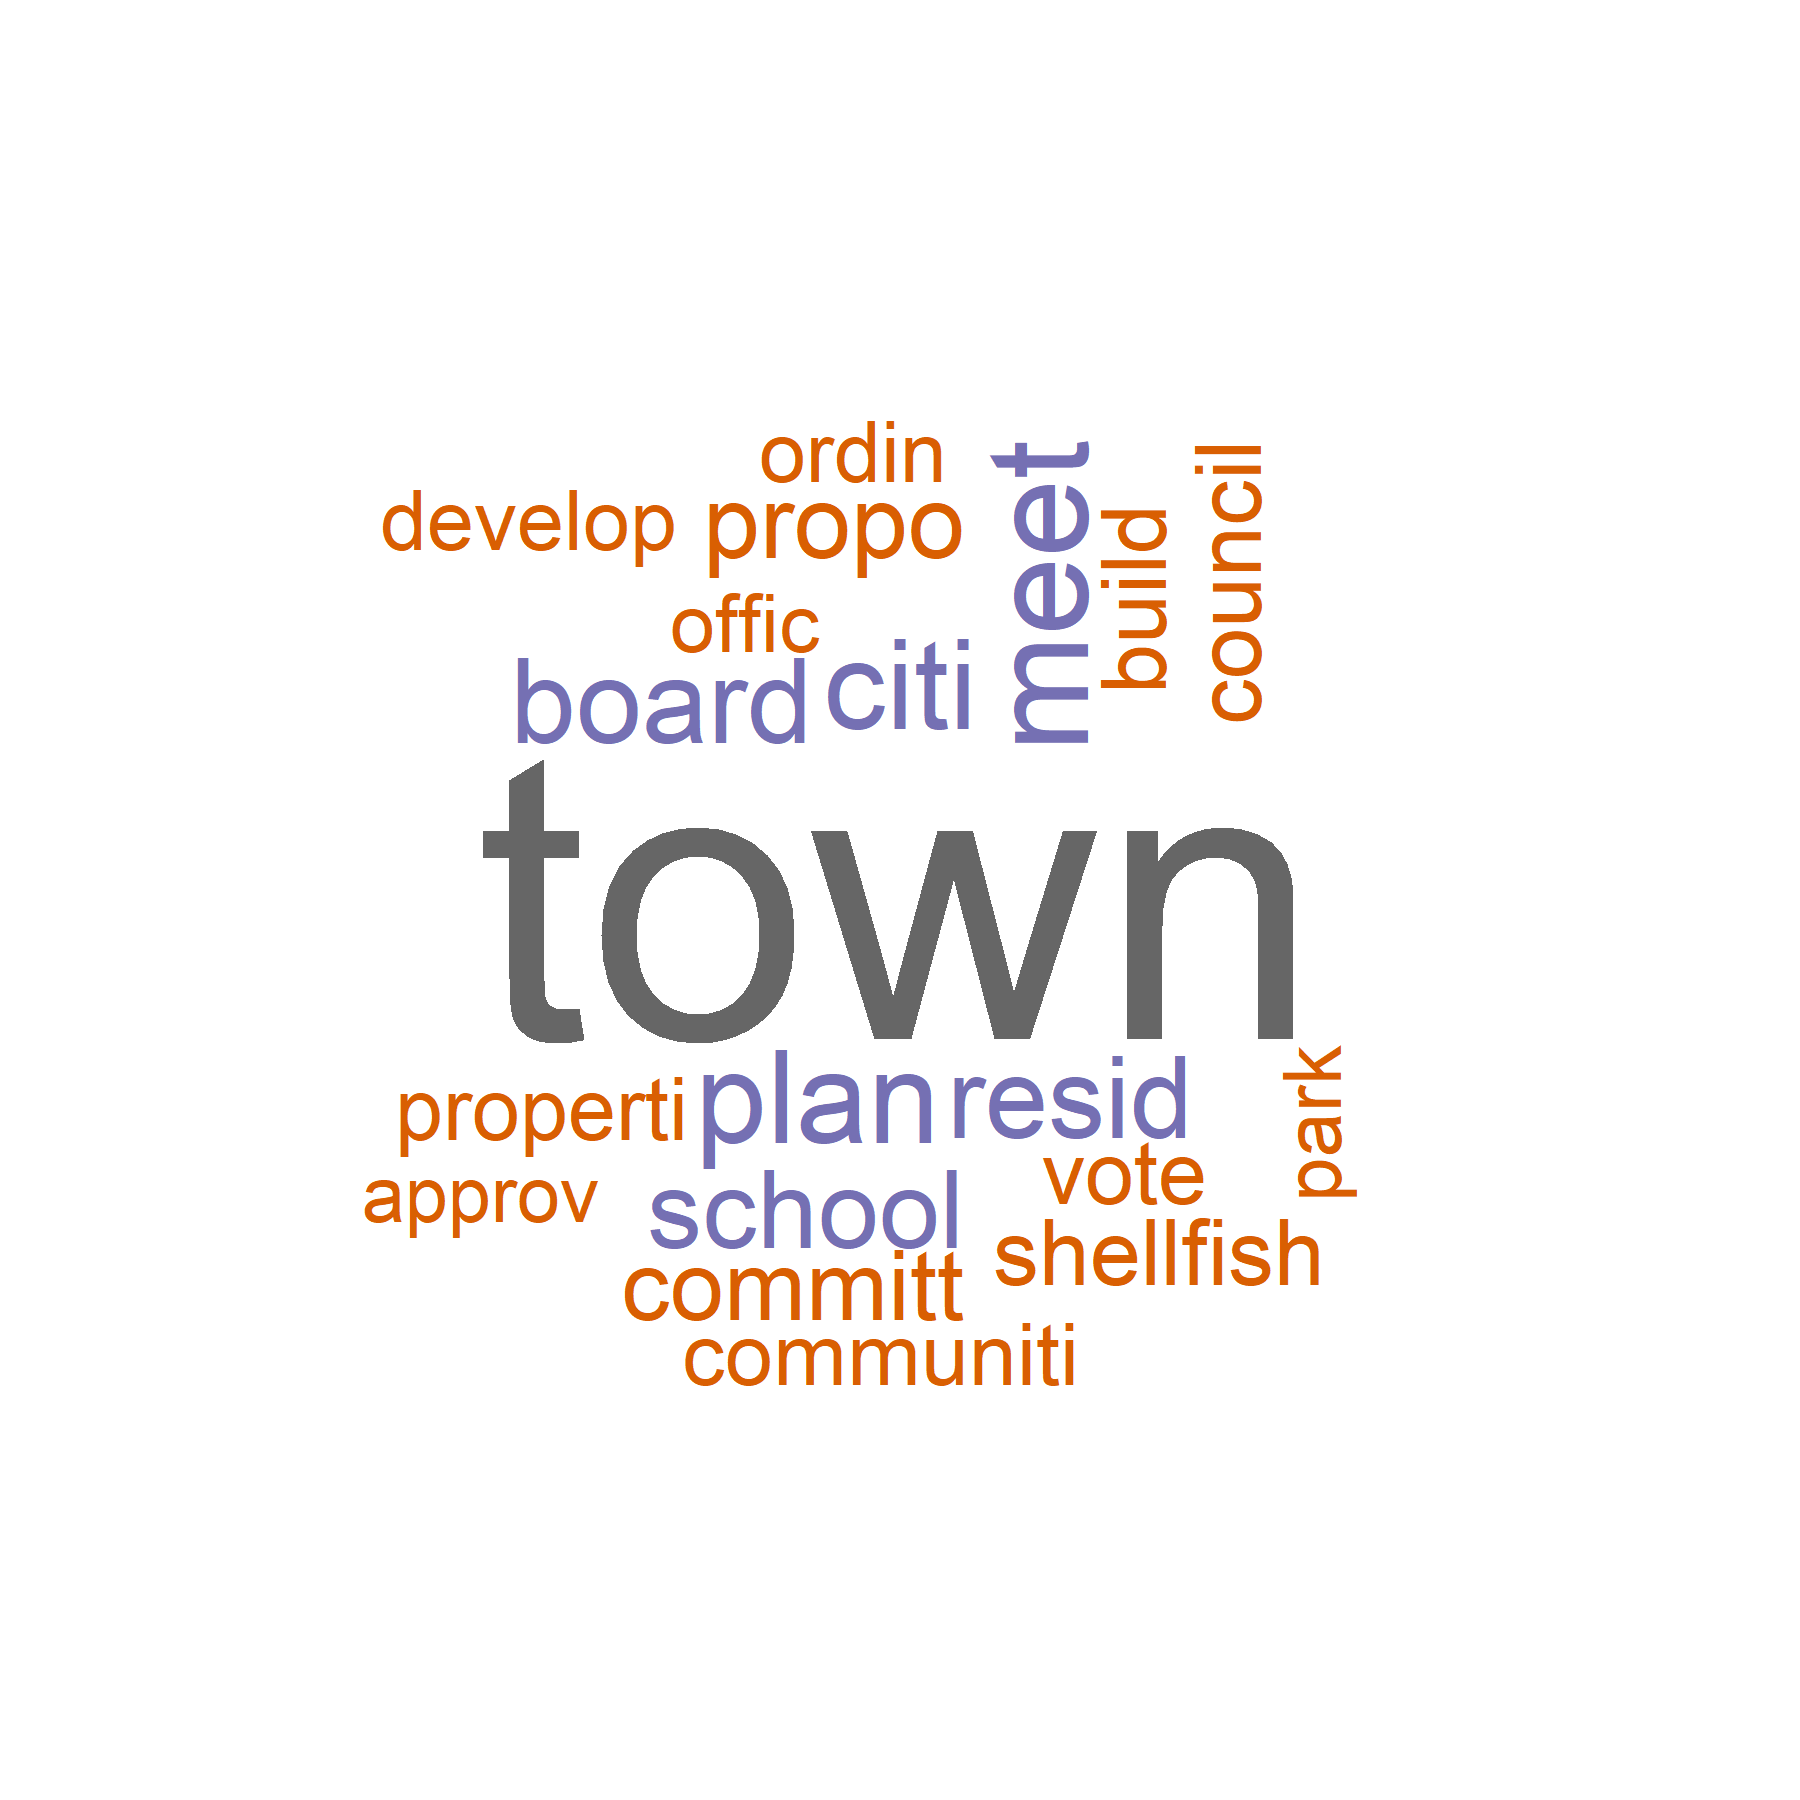 ordin
develop propo
meet
build
council
offic
board citi
town
properti plan resid
park
approv school vote
shellfish
committ
communiti